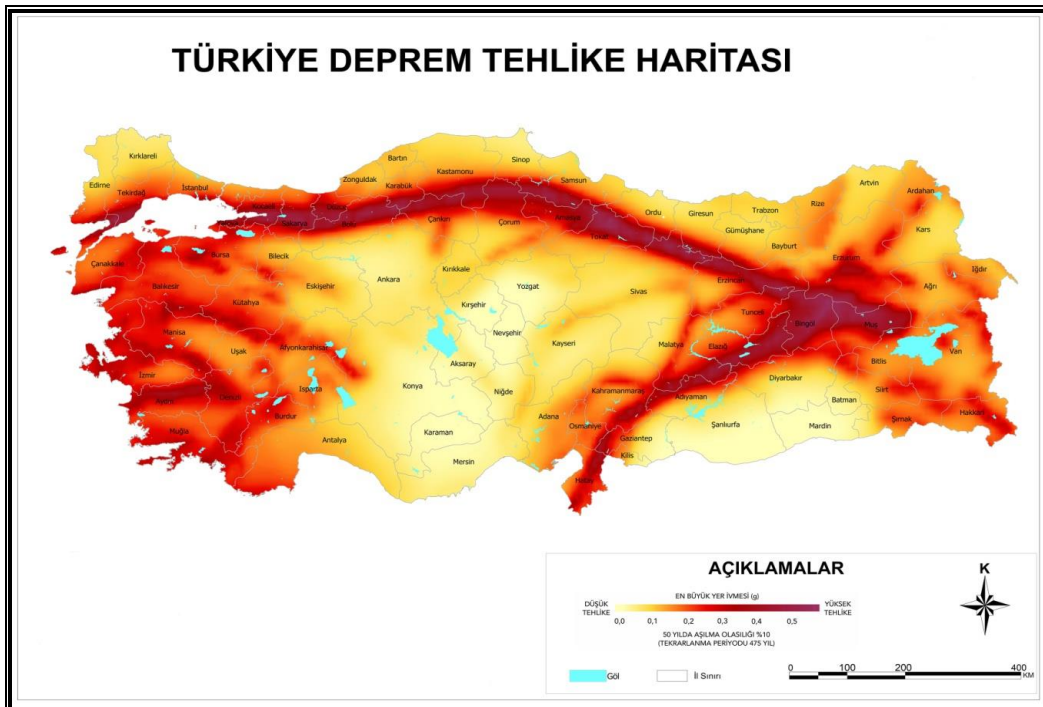 TÜRKİYE DEPREM TEHLİKE HARİTASI
Kırklareli
Edirne
Tekirdağ
İstanbul
Kocaeli
Sakarya
Düzce
Bolu
Zonguldak
Bartın
Karabük
Kastamonu
Sinop
Samsun
Çankırı
Çorum
Amasya
Tokat
Ordu
Giresun
Trabzon
Gümüşhane
Bayburt
Rize
Artvin
Ardahan
Kars
Erzurum
Iğdır
Ağrı
Çanakkale
Balıkesir
Bursa
Bilecik
Eskişehir
Kütahya
Ankara
Kırıkkale
Kırşehir
Yozgat
Sivas
Erzincan
Tunceli
Bingöl
Muş
Manisa
Uşak
Afyonkarahisar
Nevşehir
Kayseri
Malatya
Elazığ
Bitlis
Van
İzmir
Aydın
Denizli
Isparta
Konya
Aksaray
Niğde
Kahramanmaraş
Adıyaman
Diyarbakır
Batman
Siirt
Şırnak
Hakkari
Muğla
Burdur
Antalya
Karaman
Mersin
Adana
Osmaniye
Gaziantep
Kilis
Hatay
Şanlıurfa
Mardin
AÇIKLAMALAR
EN BÜYÜK YER İVMESİ (g)
DÜŞÜK
TEHLİKE
YÜKSEK
TEHLİKE
0,0 0,1 0,2 0,3 0,4 0,5
50 YILDA AŞILMA OLASILIĞI %10
(TEKRARLANMA PERİYODU 475 YIL)
Göl
İl Sınırı
K
0 100 200 400
KM